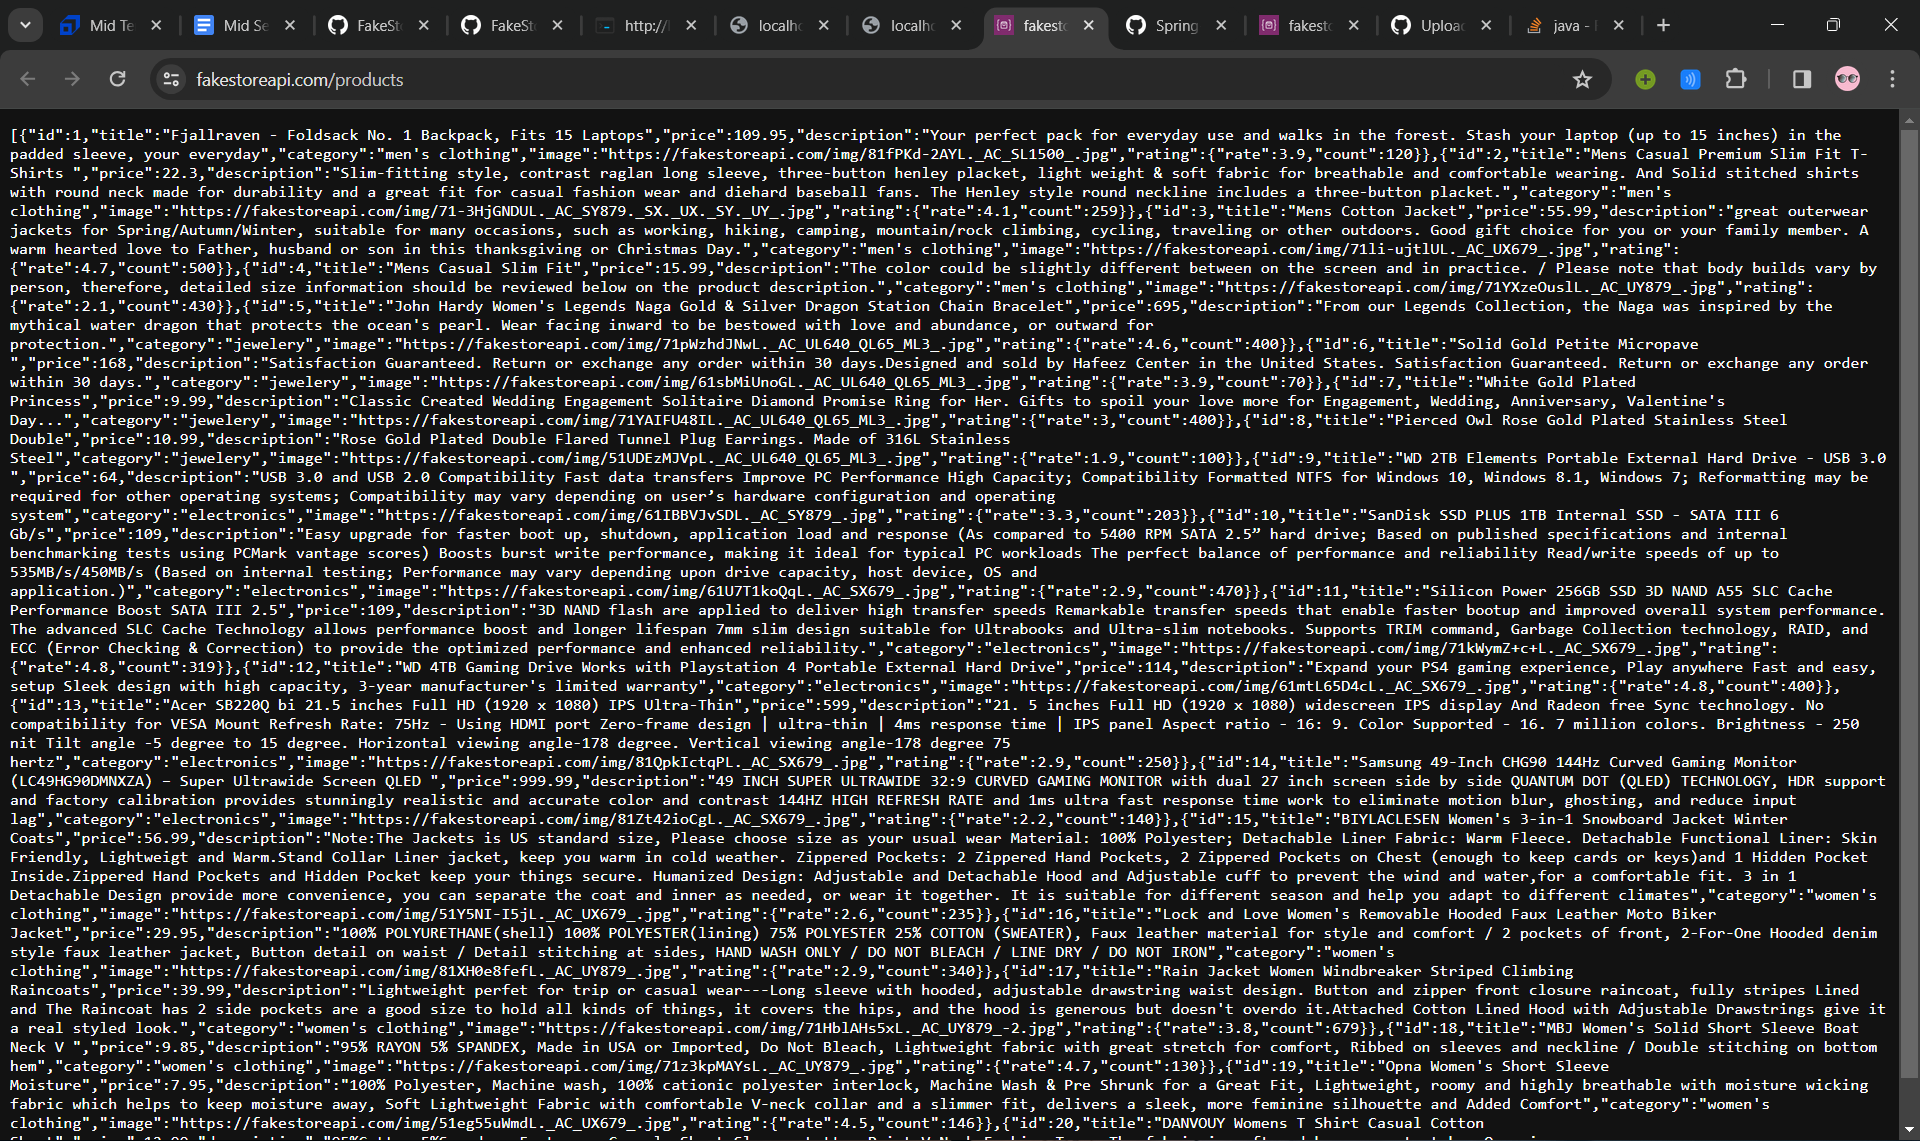 Mid Te
Mid Se
FakeSt
FakeSt
http://
localh
localh
fakest
Spring
fakest
Uploa
java -
fakestoreapi.com/products
[{"id":1,"title":"Fjallraven - Foldsack No. 1 Backpack, Fits 15 Laptops","price":109.95,"description":"Your perfect pack for everyday use and walks in the forest. Stash your laptop (up to 15 inches) in the
padded sleeve, your everyday","category":"men's clothing","image":"https://fakestoreapi.com/img/81fPKd-2AYL._AC_SL1500_.jpg","rating":{"rate":3.9,"count":120}},{"id":2,"title":"Mens Casual Premium Slim Fit T-
Shirts ","price":22.3,"description":"Slim-fitting style, contrast raglan long sleeve, three-button henley placket, light weight & soft fabric for breathable and comfortable wearing. And Solid stitched shirts
with round neck made for durability and a great fit for casual fashion wear and diehard baseball fans. The Henley style round neckline includes a three-button placket.","category":"men's
clothing","image":"https://fakestoreapi.com/img/71-3HjGNDUL._AC_SY879._SX._UX._SY._UY_.jpg","rating":{"rate":4.1,"count":259}},{"id":3,"title":"Mens Cotton Jacket","price":55.99,"description":"great outerwear
jackets for Spring/Autumn/Winter, suitable for many occasions, such as working, hiking, camping, mountain/rock climbing, cycling, traveling or other outdoors. Good gift choice for you or your family member. A
warm hearted love to Father, husband or son in this thanksgiving or Christmas Day.","category":"men's clothing","image":"https://fakestoreapi.com/img/71li-ujtlUL._AC_UX679_.jpg","rating":
{"rate":4.7,"count":500}},{"id":4,"title":"Mens Casual Slim Fit","price":15.99,"description":"The color could be slightly different between on the screen and in practice. / Please note that body builds vary by
person, therefore, detailed size information should be reviewed below on the product description.","category":"men's clothing","image":"https://fakestoreapi.com/img/71YXzeOuslL._AC_UY879_.jpg","rating":
{"rate":2.1,"count":430}},{"id":5,"title":"John Hardy Women's Legends Naga Gold & Silver Dragon Station Chain Bracelet","price":695,"description":"From our Legends Collection, the Naga was inspired by the
mythical water dragon that protects the ocean's pearl. Wear facing inward to be bestowed with love and abundance, or outward for
protection.","category":"jewelery","image":"https://fakestoreapi.com/img/71pWzhdJNwL._AC_UL640_QL65_ML3_.jpg","rating":{"rate":4.6,"count":400}},{"id":6,"title":"Solid Gold Petite Micropave
","price":168,"description":"Satisfaction Guaranteed. Return or exchange any order within 30 days.Designed and sold by Hafeez Center in the United States. Satisfaction Guaranteed. Return or exchange any order
within 30 days.","category":"jewelery","image":"https://fakestoreapi.com/img/61sbMiUnoGL._AC_UL640_QL65_ML3_.jpg","rating":{"rate":3.9,"count":70}},{"id":7,"title":"White Gold Plated
Princess","price":9.99,"description":"Classic Created Wedding Engagement Solitaire Diamond Promise Ring for Her. Gifts to spoil your love more for Engagement, Wedding, Anniversary, Valentine's
Day...","category":"jewelery","image":"https://fakestoreapi.com/img/71YAIFU48IL._AC_UL640_QL65_ML3_.jpg","rating":{"rate":3,"count":400}},{"id":8,"title":"Pierced Owl Rose Gold Plated Stainless Steel
Double","price":10.99,"description":"Rose Gold Plated Double Flared Tunnel Plug Earrings. Made of 316L Stainless
Steel","category":"jewelery","image":"https://fakestoreapi.com/img/51UDEzMJVpL._AC_UL640_QL65_ML3_.jpg","rating":{"rate":1.9,"count":100}},{"id":9,"title":"WD 2TB Elements Portable External Hard Drive - USB 3.0
","price":64,"description":"USB 3.0 and USB 2.0 Compatibility Fast data transfers Improve PC Performance High Capacity; Compatibility Formatted NTFS for Windows 10, Windows 8.1, Windows 7; Reformatting may be
required for other operating systems; Compatibility may vary depending on user’s hardware configuration and operating
system","category":"electronics","image":"https://fakestoreapi.com/img/61IBBVJvSDL._AC_SY879_.jpg","rating":{"rate":3.3,"count":203}},{"id":10,"title":"SanDisk SSD PLUS 1TB Internal SSD - SATA III 6
Gb/s","price":109,"description":"Easy upgrade for faster boot up, shutdown, application load and response (As compared to 5400 RPM SATA 2.5” hard drive; Based on published specifications and internal
benchmarking tests using PCMark vantage scores) Boosts burst write performance, making it ideal for typical PC workloads The perfect balance of performance and reliability Read/write speeds of up to
535MB/s/450MB/s (Based on internal testing; Performance may vary depending upon drive capacity, host device, OS and
application.)","category":"electronics","image":"https://fakestoreapi.com/img/61U7T1koQqL._AC_SX679_.jpg","rating":{"rate":2.9,"count":470}},{"id":11,"title":"Silicon Power 256GB SSD 3D NAND A55 SLC Cache
Performance Boost SATA III 2.5","price":109,"description":"3D NAND flash are applied to deliver high transfer speeds Remarkable transfer speeds that enable faster bootup and improved overall system performance.
The advanced SLC Cache Technology allows performance boost and longer lifespan 7mm slim design suitable for Ultrabooks and Ultra-slim notebooks. Supports TRIM command, Garbage Collection technology, RAID, and
ECC (Error Checking & Correction) to provide the optimized performance and enhanced reliability.","category":"electronics","image":"https://fakestoreapi.com/img/71kWymZ+c+L._AC_SX679_.jpg","rating":
{"rate":4.8,"count":319}},{"id":12,"title":"WD 4TB Gaming Drive Works with Playstation 4 Portable External Hard Drive","price":114,"description":"Expand your PS4 gaming experience, Play anywhere Fast and easy,
setup Sleek design with high capacity, 3-year manufacturer's limited warranty","category":"electronics","image":"https://fakestoreapi.com/img/61mtL65D4cL._AC_SX679_.jpg","rating":{"rate":4.8,"count":400}},
{"id":13,"title":"Acer SB220Q bi 21.5 inches Full HD (1920 x 1080) IPS Ultra-Thin","price":599,"description":"21. 5 inches Full HD (1920 x 1080) widescreen IPS display And Radeon free Sync technology. No
compatibility for VESA Mount Refresh Rate: 75Hz - Using HDMI port Zero-frame design | ultra-thin | 4ms response time | IPS panel Aspect ratio - 16: 9. Color Supported - 16. 7 million colors. Brightness - 250
nit Tilt angle -5 degree to 15 degree. Horizontal viewing angle-178 degree. Vertical viewing angle-178 degree 75
hertz","category":"electronics","image":"https://fakestoreapi.com/img/81QpkIctqPL._AC_SX679_.jpg","rating":{"rate":2.9,"count":250}},{"id":14,"title":"Samsung 49-Inch CHG90 144Hz Curved Gaming Monitor
(LC49HG90DMNXZA) – Super Ultrawide Screen QLED ","price":999.99,"description":"49 INCH SUPER ULTRAWIDE 32:9 CURVED GAMING MONITOR with dual 27 inch screen side by side QUANTUM DOT (QLED) TECHNOLOGY, HDR support
and factory calibration provides stunningly realistic and accurate color and contrast 144HZ HIGH REFRESH RATE and 1ms ultra fast response time work to eliminate motion blur, ghosting, and reduce input
lag","category":"electronics","image":"https://fakestoreapi.com/img/81Zt42ioCgL._AC_SX679_.jpg","rating":{"rate":2.2,"count":140}},{"id":15,"title":"BIYLACLESEN Women's 3-in-1 Snowboard Jacket Winter
Coats","price":56.99,"description":"Note:The Jackets is US standard size, Please choose size as your usual wear Material: 100% Polyester; Detachable Liner Fabric: Warm Fleece. Detachable Functional Liner: Skin
Friendly, Lightweigt and Warm.Stand Collar Liner jacket, keep you warm in cold weather. Zippered Pockets: 2 Zippered Hand Pockets, 2 Zippered Pockets on Chest (enough to keep cards or keys)and 1 Hidden Pocket
Inside.Zippered Hand Pockets and Hidden Pocket keep your things secure. Humanized Design: Adjustable and Detachable Hood and Adjustable cuff to prevent the wind and water,for a comfortable fit. 3 in 1
Detachable Design provide more convenience, you can separate the coat and inner as needed, or wear it together. It is suitable for different season and help you adapt to different climates","category":"women's
clothing","image":"https://fakestoreapi.com/img/51Y5NI-I5jL._AC_UX679_.jpg","rating":{"rate":2.6,"count":235}},{"id":16,"title":"Lock and Love Women's Removable Hooded Faux Leather Moto Biker
Jacket","price":29.95,"description":"100% POLYURETHANE(shell) 100% POLYESTER(lining) 75% POLYESTER 25% COTTON (SWEATER), Faux leather material for style and comfort / 2 pockets of front, 2-For-One Hooded denim
style faux leather jacket, Button detail on waist / Detail stitching at sides, HAND WASH ONLY / DO NOT BLEACH / LINE DRY / DO NOT IRON","category":"women's
clothing","image":"https://fakestoreapi.com/img/81XH0e8fefL._AC_UY879_.jpg","rating":{"rate":2.9,"count":340}},{"id":17,"title":"Rain Jacket Women Windbreaker Striped Climbing
Raincoats","price":39.99,"description":"Lightweight perfet for trip or casual wear---Long sleeve with hooded, adjustable drawstring waist design. Button and zipper front closure raincoat, fully stripes Lined
and The Raincoat has 2 side pockets are a good size to hold all kinds of things, it covers the hips, and the hood is generous but doesn't overdo it.Attached Cotton Lined Hood with Adjustable Drawstrings give it
a real styled look.","category":"women's clothing","image":"https://fakestoreapi.com/img/71HblAHs5xL._AC_UY879_-2.jpg","rating":{"rate":3.8,"count":679}},{"id":18,"title":"MBJ Women's Solid Short Sleeve Boat
Neck V ","price":9.85,"description":"95% RAYON 5% SPANDEX, Made in USA or Imported, Do Not Bleach, Lightweight fabric with great stretch for comfort, Ribbed on sleeves and neckline / Double stitching on bottom
hem","category":"women's clothing","image":"https://fakestoreapi.com/img/71z3kpMAYsL._AC_UY879_.jpg","rating":{"rate":4.7,"count":130}},{"id":19,"title":"Opna Women's Short Sleeve
Moisture","price":7.95,"description":"100% Polyester, Machine wash, 100% cationic polyester interlock, Machine Wash & Pre Shrunk for a Great Fit, Lightweight, roomy and highly breathable with moisture wicking
fabric which helps to keep moisture away, Soft Lightweight Fabric with comfortable V-neck collar and a slimmer fit, delivers a sleek, more feminine silhouette and Added Comfort","category":"women's
clothing","image":"https://fakestoreapi.com/img/51eg55uWmdL._AC_UX679_.jpg","rating":{"rate":4.5,"count":146}},{"id":20,"title":"DANVOUY Womens T Shirt Casual Cotton